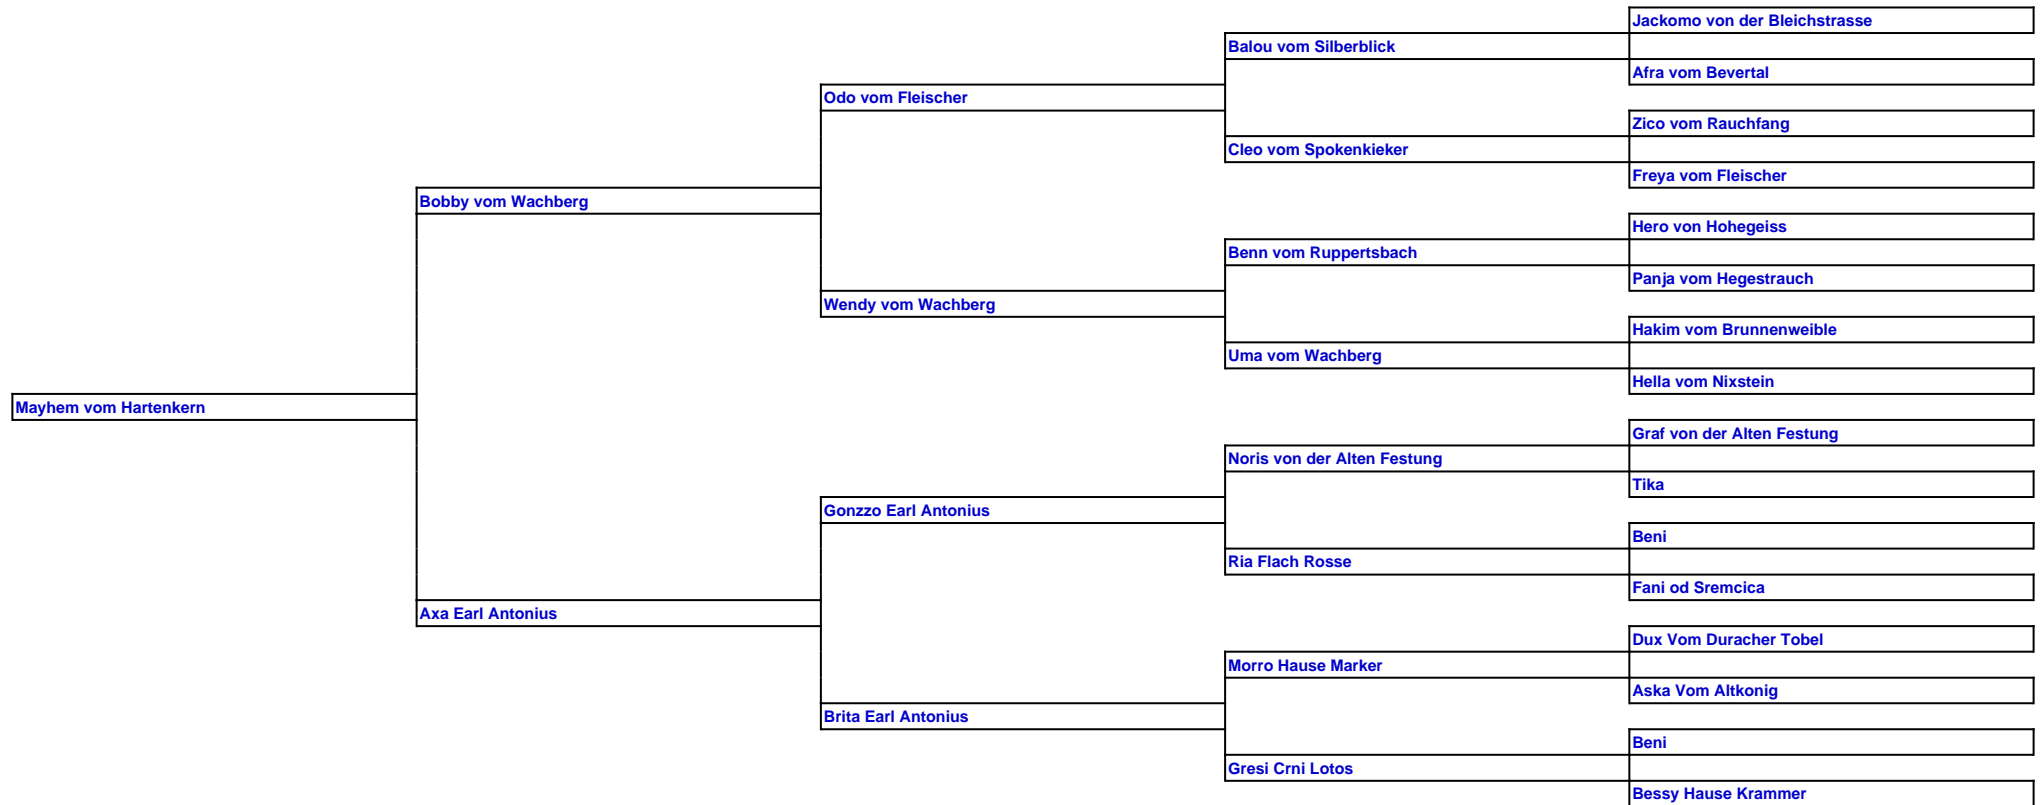 Jackomo von der Bleichstrasse
Balou vom Silberblick
Afra vom Bevertal
Odo vom Fleischer
Zico vom Rauchfang
Cleo vom Spokenkieker
Freya vom Fleischer
Bobby vom Wachberg
Hero von Hohegeiss
Benn vom Ruppertsbach
Panja vom Hegestrauch
Wendy vom Wachberg
Hakim vom Brunnenweible
Uma vom Wachberg
Hella vom Nixstein
Mayhem vom Hartenkern
Graf von der Alten Festung
Noris von der Alten Festung
Tika
Gonzzo Earl Antonius
Beni
Ria Flach Rosse
Fani od Sremcica
Axa Earl Antonius
Dux Vom Duracher Tobel
Morro Hause Marker
Aska Vom Altkonig
Brita Earl Antonius
Beni
Gresi Crni Lotos
Bessy Hause Krammer